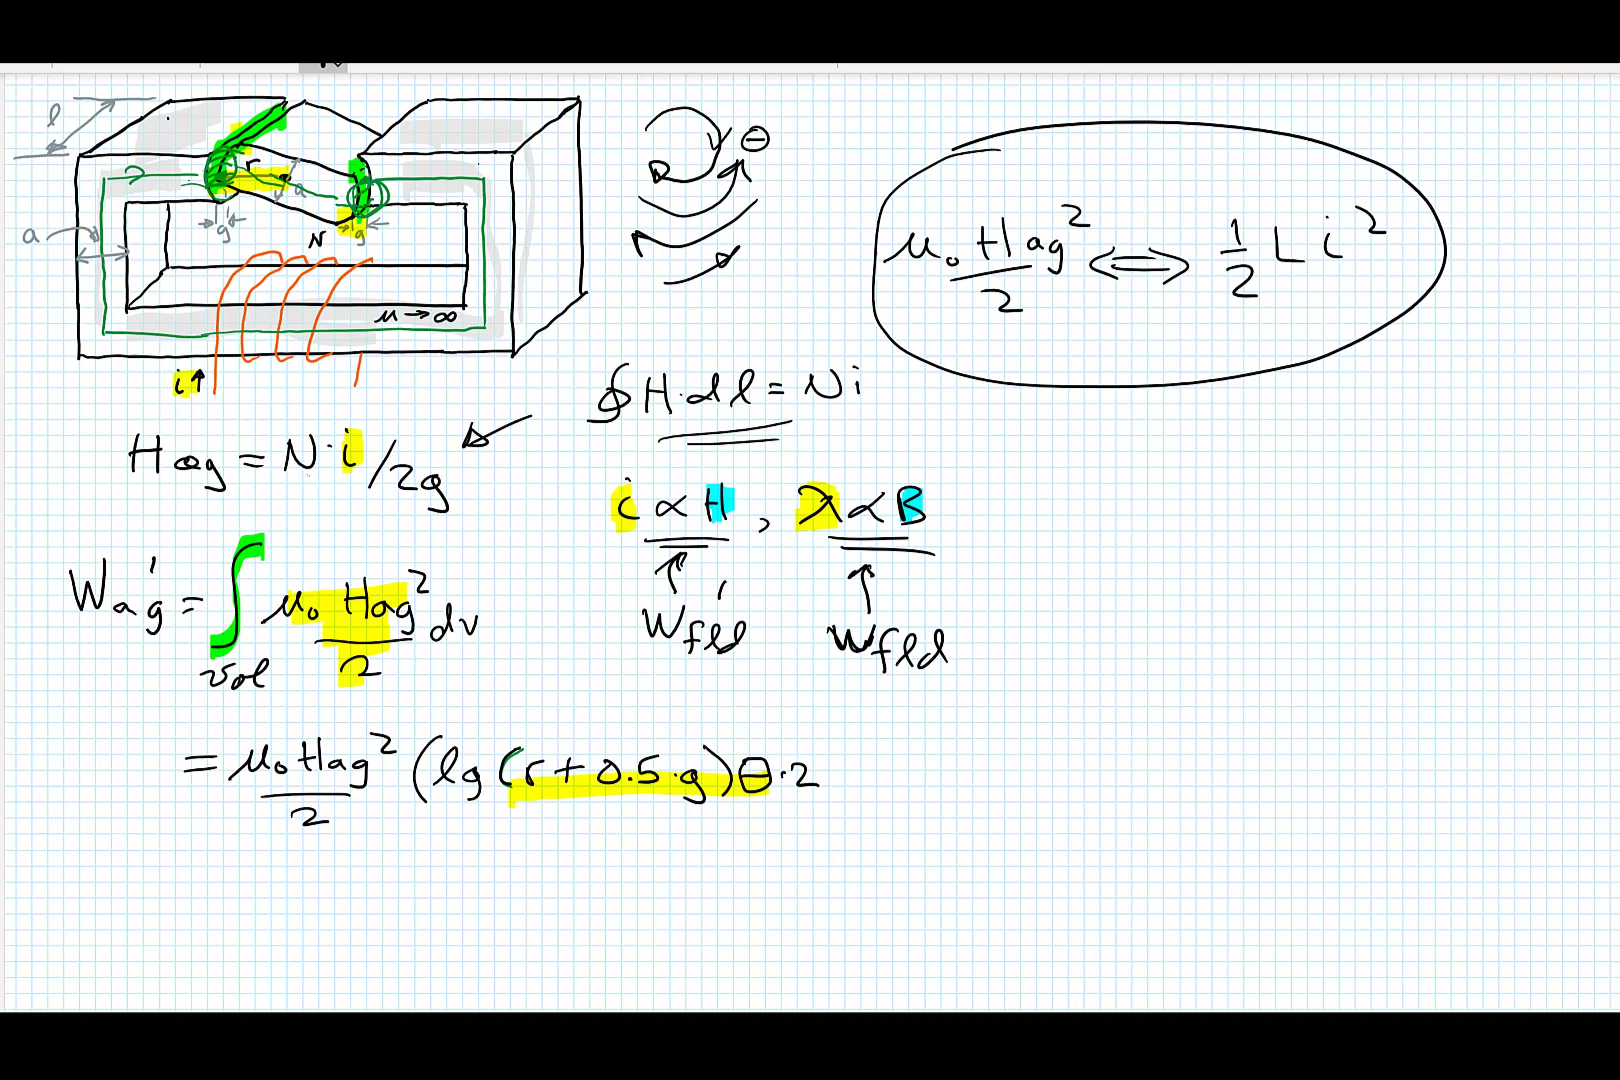 l
r
a
g
g
a
N
μ → ∞
i↑
θ
μ₀ Hag² / 2 ⇔ 1/2 L i²
∮ H·dl = Ni
Hag = N·i / 2g
i ∝ H , λ ∝ B
W'fld Wfld
W'ag = ∫vol μ₀ Hag² / 2 dv
= μ₀ Hag² / 2 (lg (r + 0.5·g) θ·2